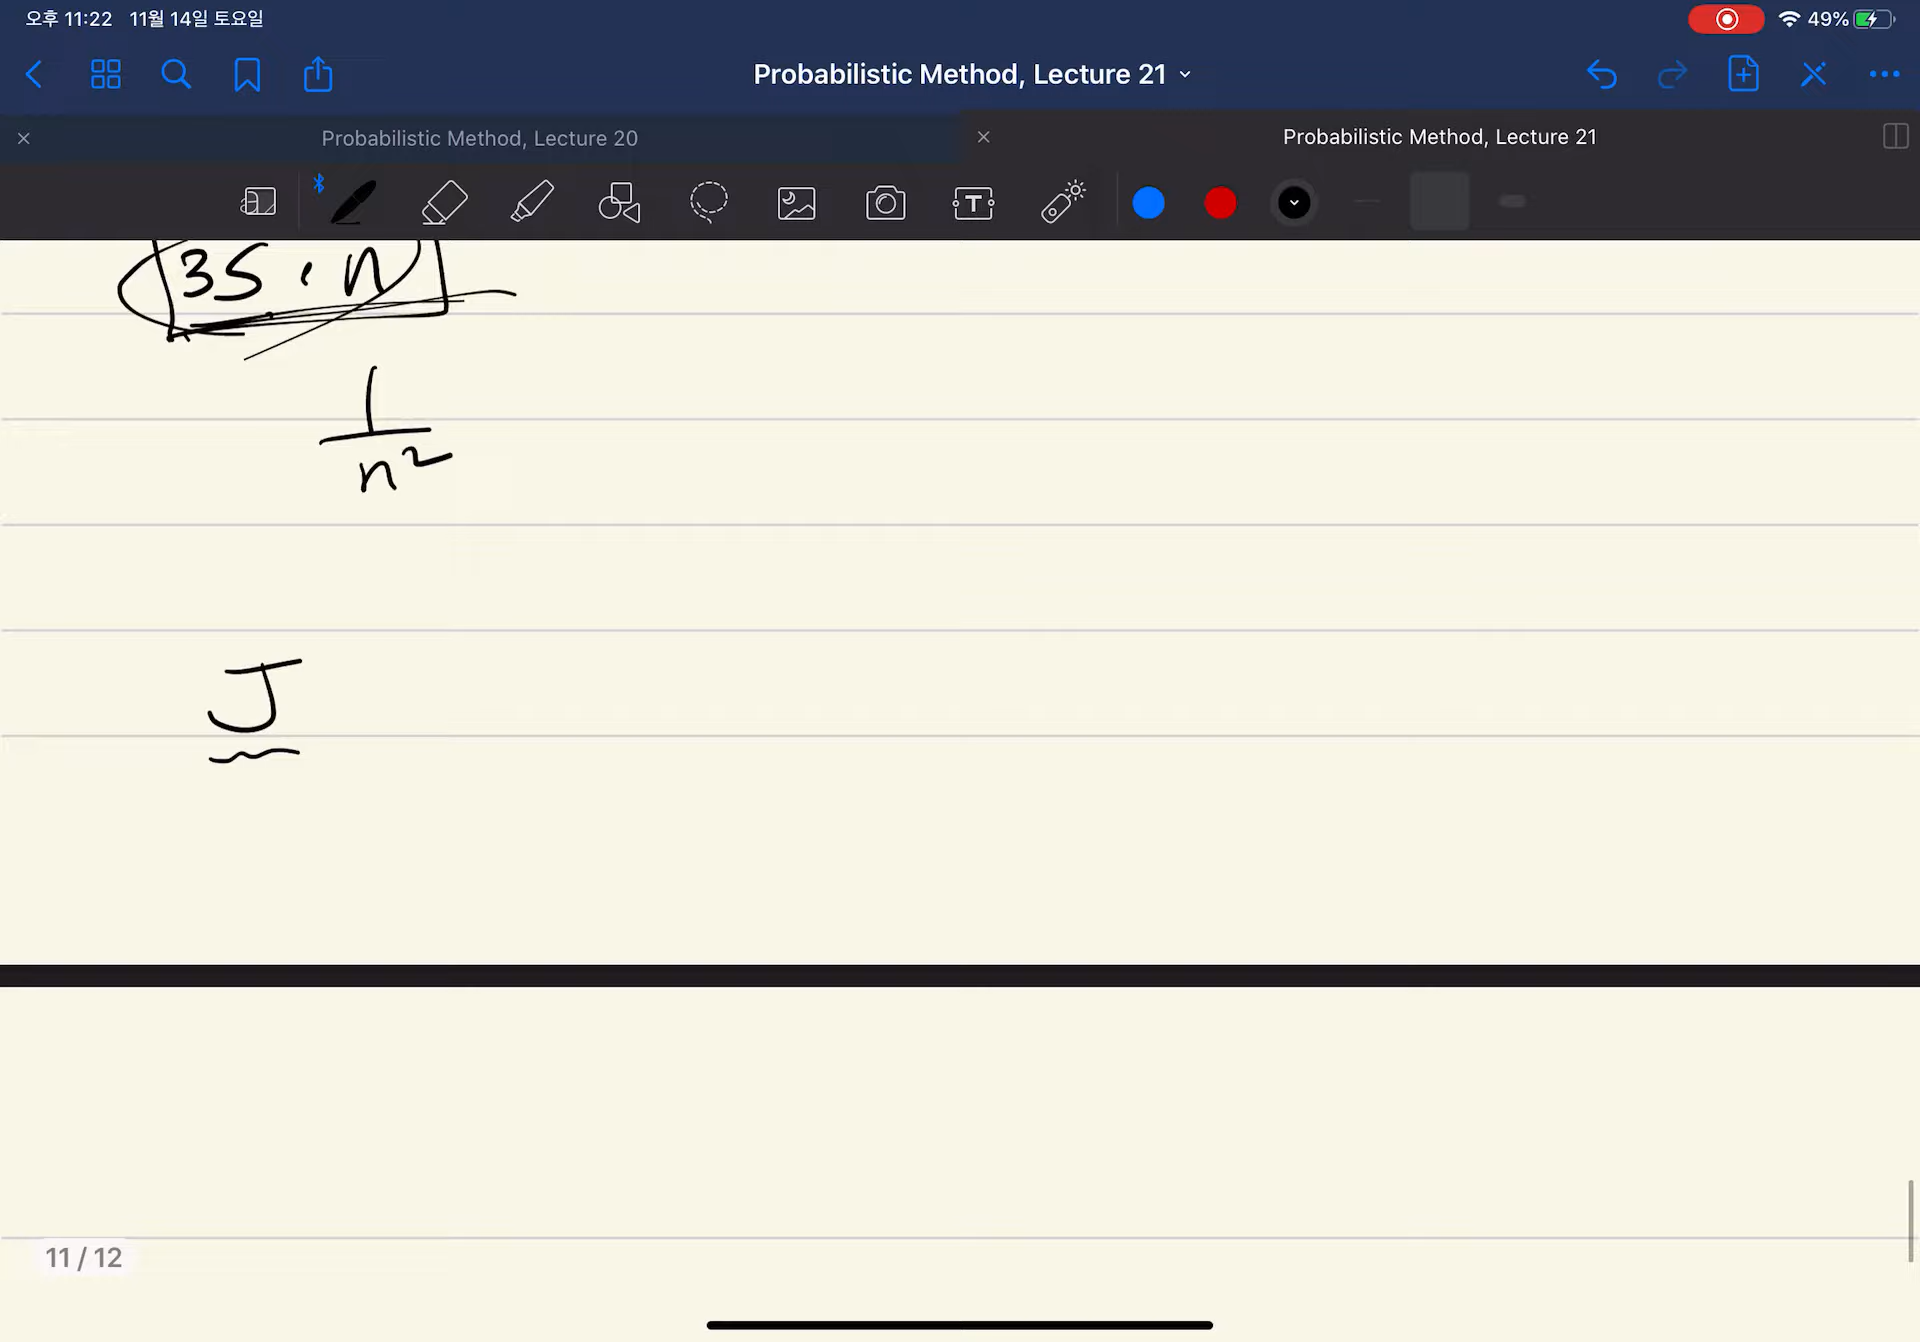 오후 11:22 11월 14일 토요일
49%
Probabilistic Method, Lecture 21
Probabilistic Method, Lecture 20
Probabilistic Method, Lecture 21
T
35 · n
1
n²
J
11 / 12